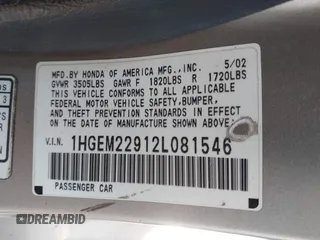 MFD. BY HONDA OF AMERICA MFG., INC. 5/02
GVWR 3505LBS GAWR F 1820LBS R 1720LBS
THIS VEHICLE CONFORMS TO ALL APPLICABLE
FEDERAL MOTOR VEHICLE SAFETY, BUMPER,
AND THEFT PREVENTION STANDARDS IN
EFFECT ON THE DATE OF MANUFACTURE
SHOWN ABOVE.
V.I.N. 1HGEM22912L081546
PASSENGER CAR
DREAMBID